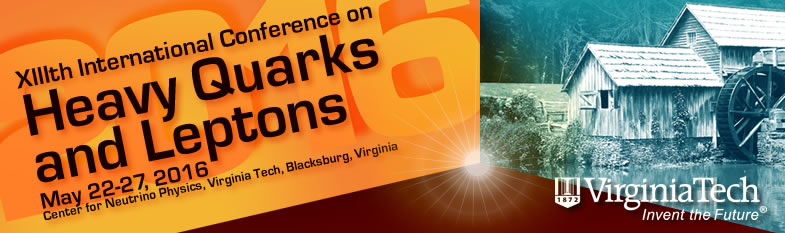 2016
XIIIth International Conference on
Heavy Quarks
and Leptons
May 22-27, 2016
Center for Neutrino Physics, Virginia Tech, Blacksburg, Virginia
1872
VirginiaTech
Invent the Future®